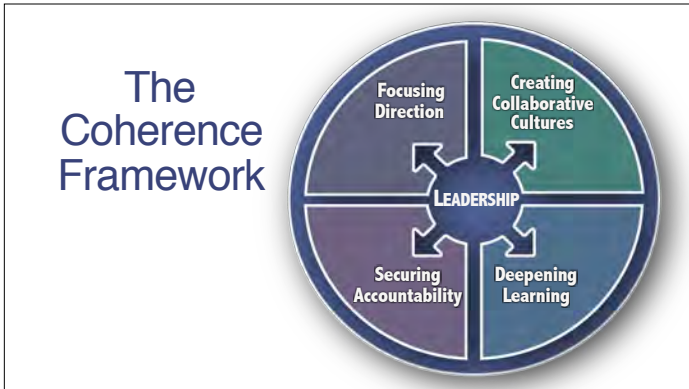 The
Coherence
Framework
Focusing
Direction
Creating
Collaborative
Cultures
LEADERSHIP
Securing
Accountability
Deepening
Learning